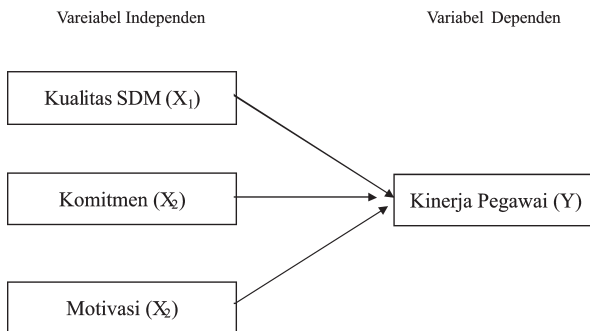 Vareiabel Independen
Variabel Dependen
Kualitas SDM (X₁)
Komitmen (X₂)
Kinerja Pegawai (Y)
Motivasi (X₂)